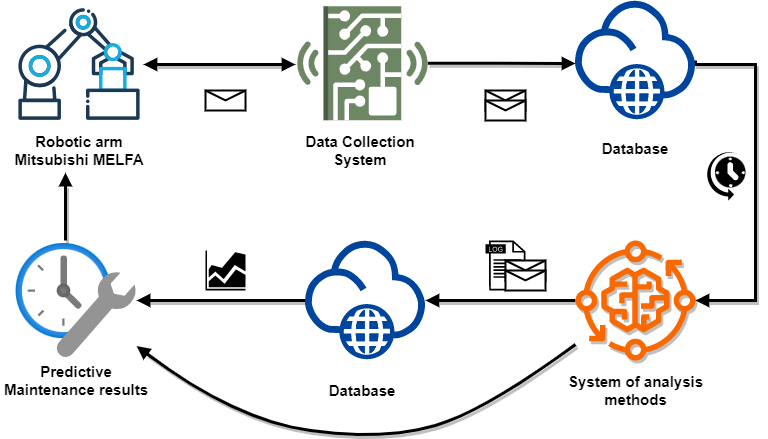 Robotic arm
Mitsubishi MELFA
Data Collection
System
Database
LOG
Predictive
Maintenance results
Database
System of analysis
methods